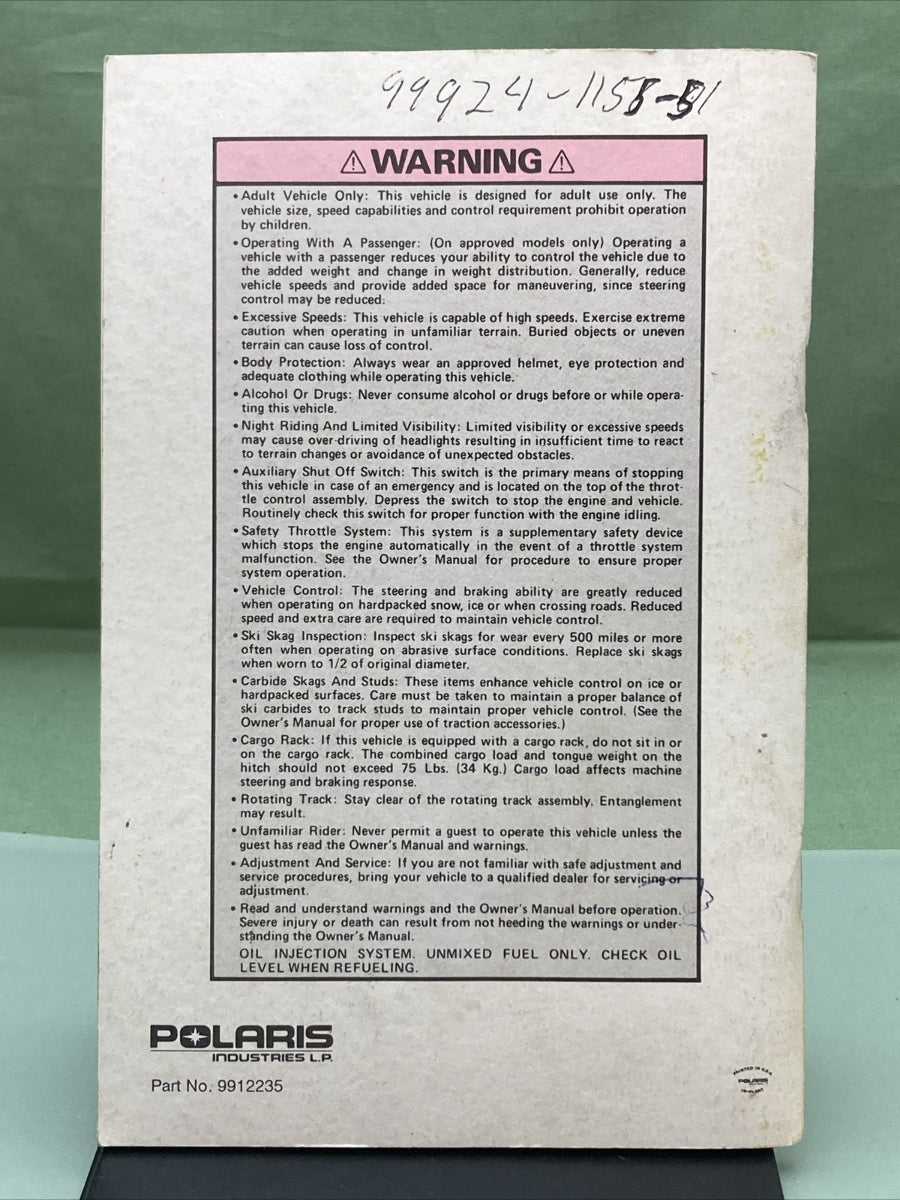 ⚠ WARNING ⚠
• Adult Vehicle Only: This vehicle is designed for adult use only. The
vehicle size, speed capabilities and control requirement prohibit operation
by children.
• Operating With A Passenger: (On approved models only) Operating a
vehicle with a passenger reduces your ability to control the vehicle due to
the added weight and change in weight distribution. Generally, reduce
vehicle speeds and provide added space for maneuvering, since steering
control may be reduced:
• Excessive Speeds: This vehicle is capable of high speeds. Exercise extreme
caution when operating in unfamiliar terrain. Buried objects or uneven
terrain can cause loss of control.
• Body Protection: Always wear an approved helmet, eye protection and
adequate clothing while operating this vehicle.
• Alcohol Or Drugs: Never consume alcohol or drugs before or while opera-
ting this vehicle.
• Night Riding And Limited Visibility: Limited visibility or excessive speeds
may cause over-driving of headlights resulting in insufficient time to react
to terrain changes or avoidance of unexpected obstacles.
• Auxiliary Shut Off Switch: This switch is the primary means of stopping
this vehicle in case of an emergency and is located on the top of the throt-
tle control assembly. Depress the switch to stop the engine and vehicle.
Routinely check this switch for proper function with the engine idling.
• Safety Throttle System: This system is a supplementary safety device
which stops the engine automatically in the event of a throttle system
malfunction. See the Owner's Manual for procedure to ensure proper
system operation.
• Vehicle Control: The steering and braking ability are greatly reduced
when operating on hardpacked snow, ice or when crossing roads. Reduced
speed and extra care are required to maintain vehicle control.
• Ski Skag Inspection: Inspect ski skags for wear every 500 miles or more
often when operating on abrasive surface conditions. Replace ski skags
when worn to 1/2 of original diameter.
• Carbide Skags And Studs: These items enhance vehicle control on ice or
hardpacked surfaces. Care must be taken to maintain a proper balance of
ski carbides to track studs to maintain proper vehicle control. (See the
Owner's Manual for proper use of traction accessories.)
• Cargo Rack: If this vehicle is equipped with a cargo rack, do not sit in or
on the cargo rack. The combined cargo load and tongue weight on the
hitch should not exceed 75 Lbs. (34 Kg.) Cargo load affects machine
steering and braking response.
• Rotating Track: Stay clear of the rotating track assembly. Entanglement
may result.
• Unfamiliar Rider: Never permit a guest to operate this vehicle unless the
guest has read the Owner's Manual and warnings.
• Adjustment And Service: If you are not familiar with safe adjustment and
service procedures, bring your vehicle to a qualified dealer for servicing or
adjustment.
• Read and understand warnings and the Owner's Manual before operation.
Severe injury or death can result from not heeding the warnings or under-
standing the Owner's Manual.
OIL INJECTION SYSTEM. UNMIXED FUEL ONLY. CHECK OIL
LEVEL WHEN REFUELING.
POLARIS
INDUSTRIES L.P.
Part No. 9912235
PRINTED IN U.S.A.
POLARIS